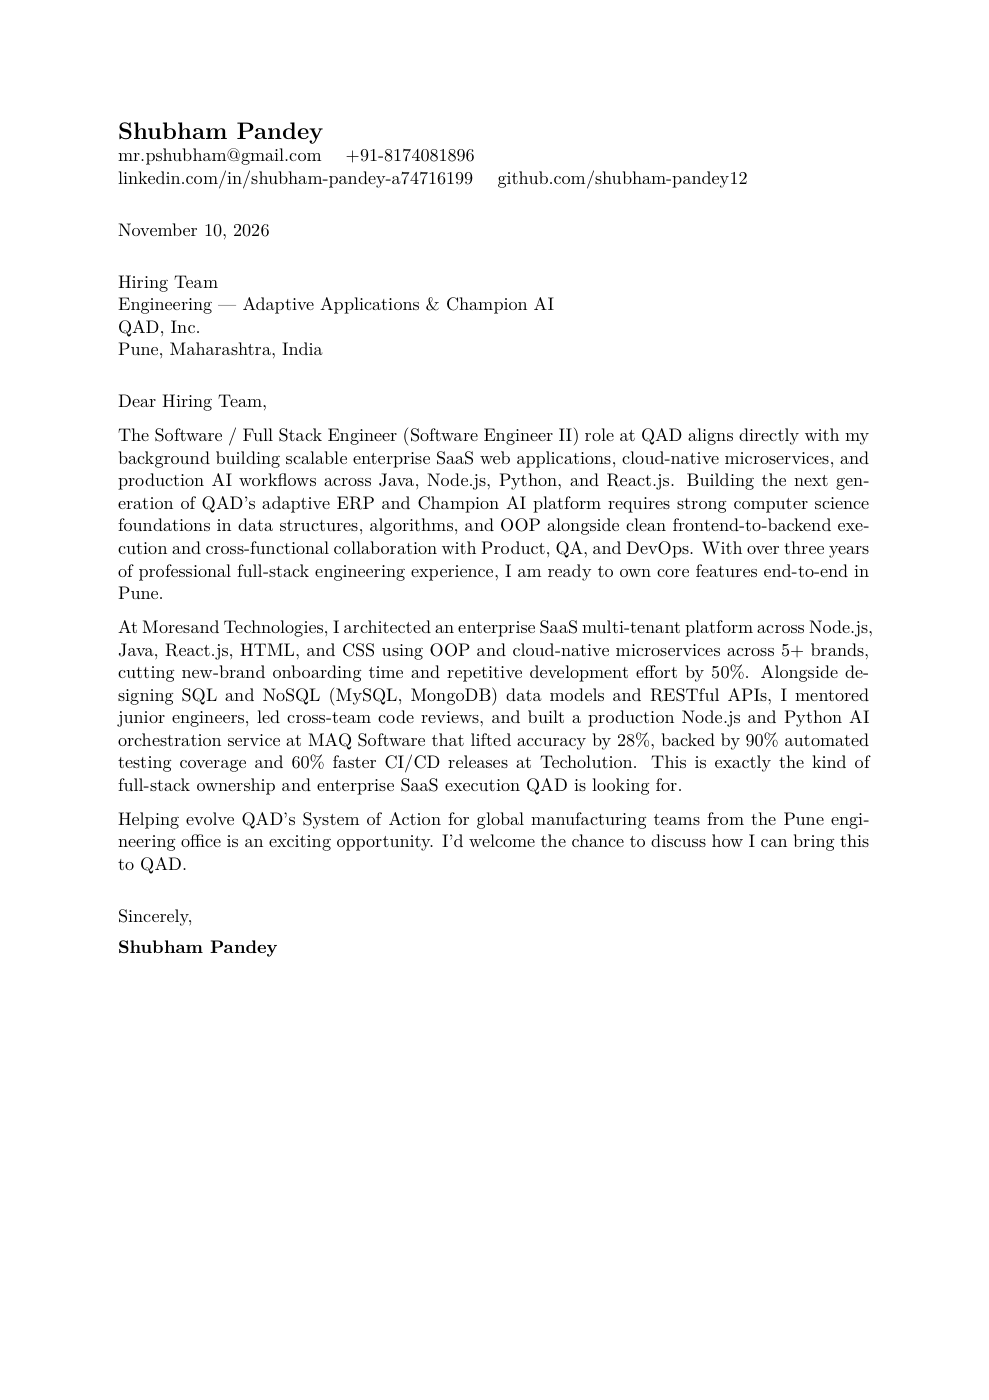 Shubham Pandey
mr.pshubham@gmail.com +91-8174081896
linkedin.com/in/shubham-pandey-a74716199 github.com/shubham-pandey12
November 10, 2026
Hiring Team
Engineering — Adaptive Applications & Champion AI
QAD, Inc.
Pune, Maharashtra, India
Dear Hiring Team,
The Software / Full Stack Engineer (Software Engineer II) role at QAD aligns directly with my
background building scalable enterprise SaaS web applications, cloud-native microservices, and
production AI workflows across Java, Node.js, Python, and React.js. Building the next gen-
eration of QAD's adaptive ERP and Champion AI platform requires strong computer science
foundations in data structures, algorithms, and OOP alongside clean frontend-to-backend exe-
cution and cross-functional collaboration with Product, QA, and DevOps. With over three years
of professional full-stack engineering experience, I am ready to own core features end-to-end in
Pune.
At Moresand Technologies, I architected an enterprise SaaS multi-tenant platform across Node.js,
Java, React.js, HTML, and CSS using OOP and cloud-native microservices across 5+ brands,
cutting new-brand onboarding time and repetitive development effort by 50%. Alongside de-
signing SQL and NoSQL (MySQL, MongoDB) data models and RESTful APIs, I mentored
junior engineers, led cross-team code reviews, and built a production Node.js and Python AI
orchestration service at MAQ Software that lifted accuracy by 28%, backed by 90% automated
testing coverage and 60% faster CI/CD releases at Techolution. This is exactly the kind of
full-stack ownership and enterprise SaaS execution QAD is looking for.
Helping evolve QAD's System of Action for global manufacturing teams from the Pune engi-
neering office is an exciting opportunity. I'd welcome the chance to discuss how I can bring this
to QAD.
Sincerely,
Shubham Pandey